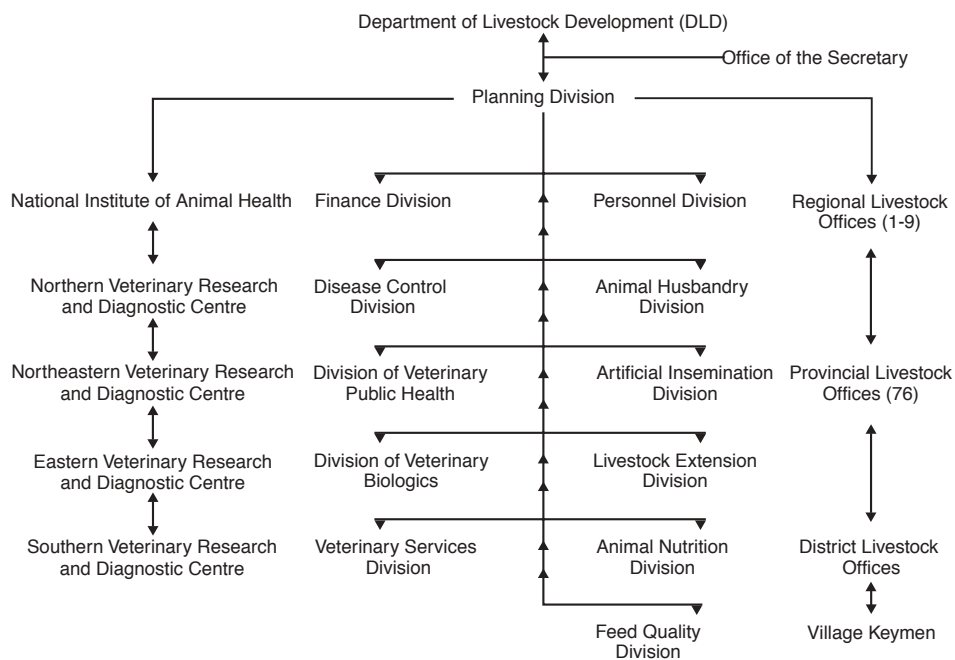 Department of Livestock Development (DLD)
Office of the Secretary
Planning Division
National Institute of Animal Health
Finance Division
Personnel Division
Regional Livestock
Offices (1-9)
Northern Veterinary Research
and Diagnostic Centre
Disease Control
Division
Animal Husbandry
Division
Northeastern Veterinary Research
and Diagnostic Centre
Division of Veterinary
Public Health
Artificial Insemination
Division
Provincial Livestock
Offices (76)
Eastern Veterinary Research
and Diagnostic Centre
Division of Veterinary
Biologics
Livestock Extension
Division
Southern Veterinary Research
and Diagnostic Centre
Veterinary Services
Division
Animal Nutrition
Division
District Livestock
Offices
Feed Quality
Division
Village Keymen